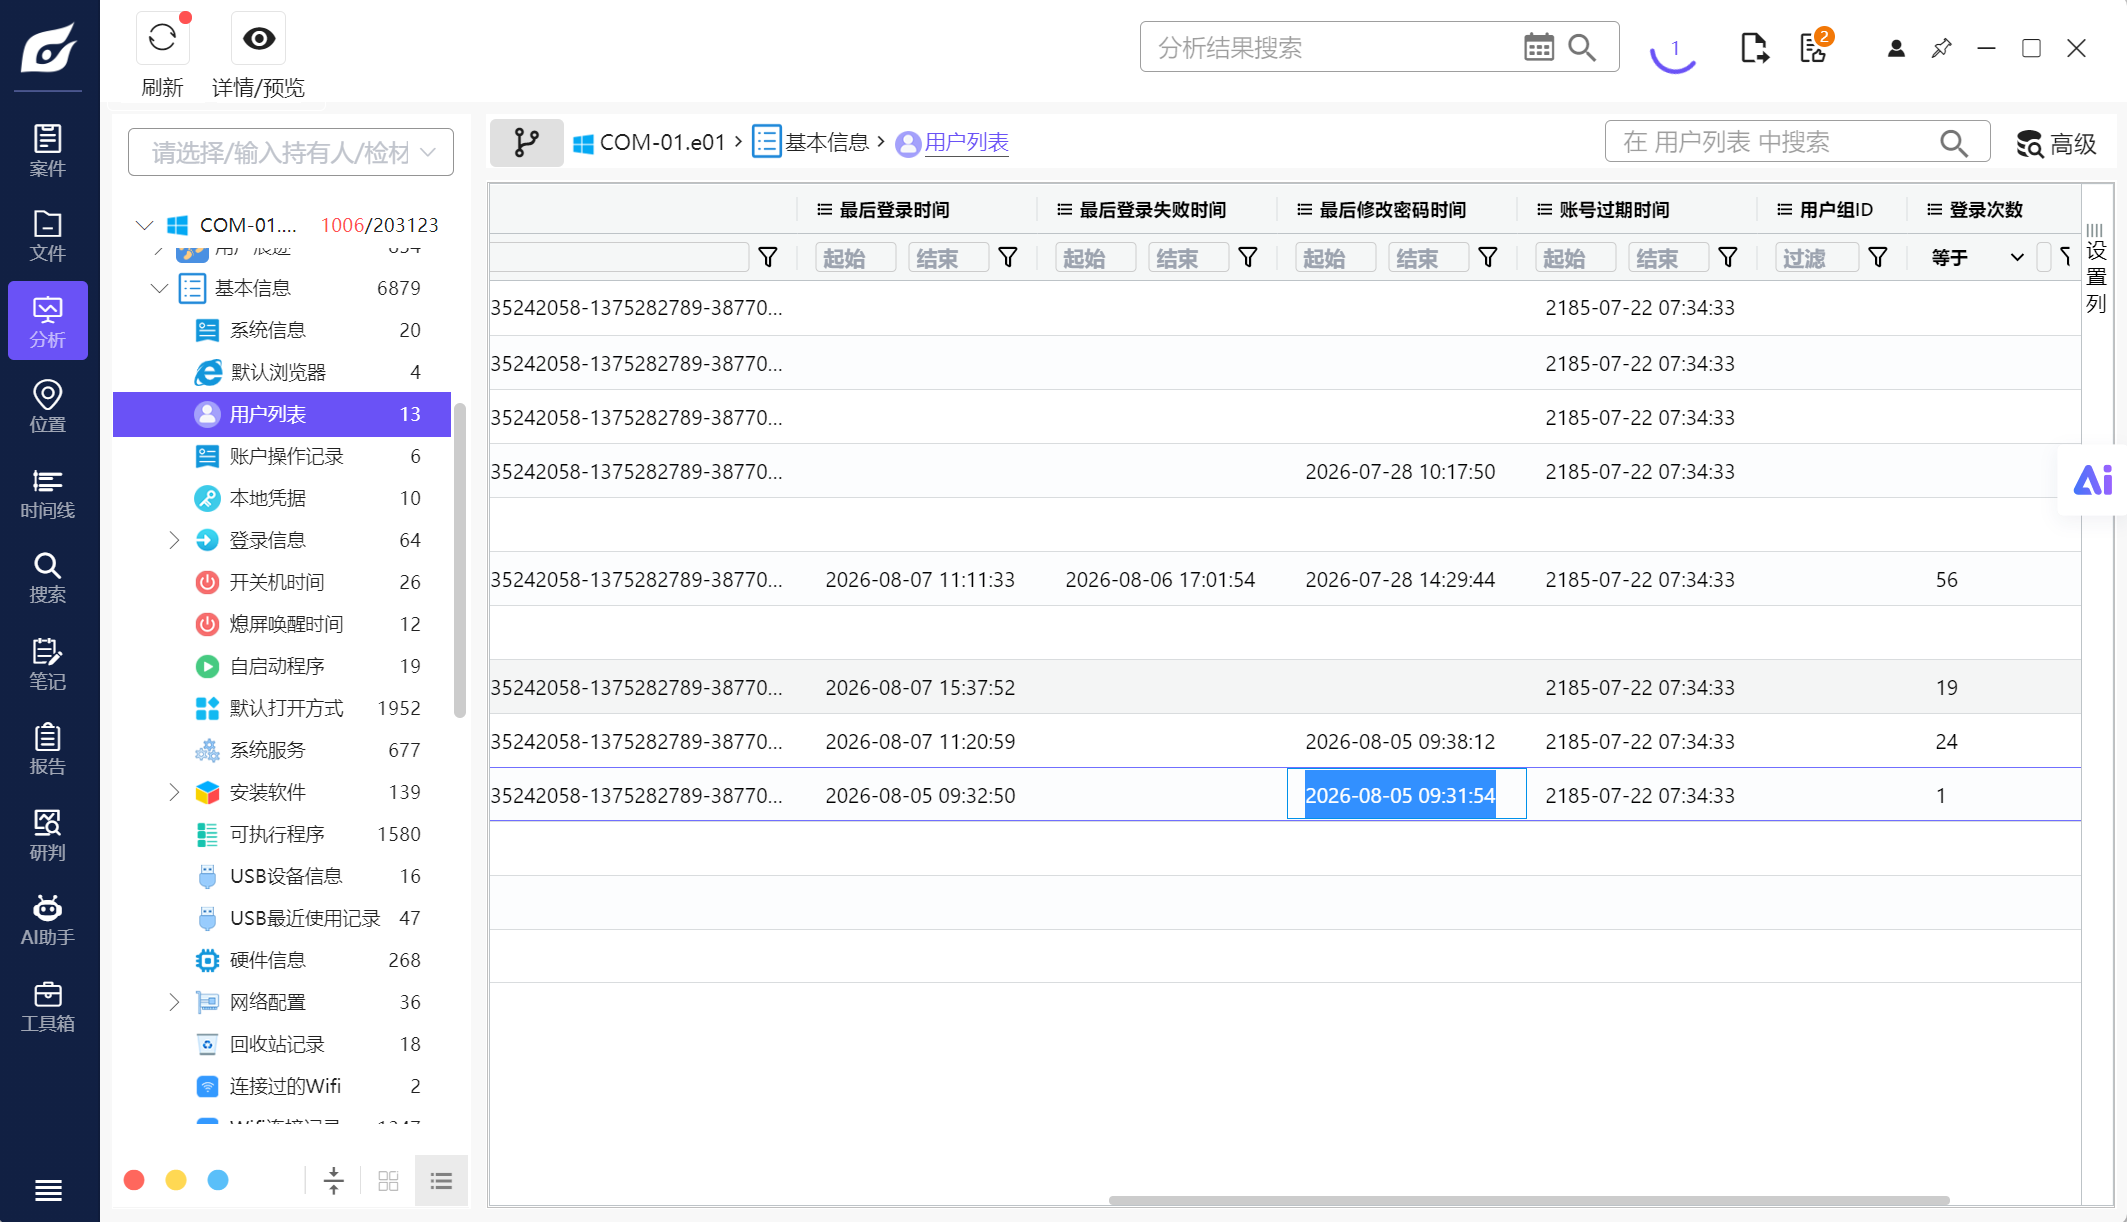 刷新
详情/预览
分析结果搜索
1
2
案件
文件
分析
位置
时间线
搜索
笔记
报告
研判
AI助手
工具箱
请选择/输入持有人/检材
COM-01.... 1006/203123
基本信息 6879
系统信息 20
默认浏览器 4
用户列表 13
账户操作记录 6
本地凭据 10
登录信息 64
开关机时间 26
熄屏唤醒时间 12
自启动程序 19
默认打开方式 1952
系统服务 677
安装软件 139
可执行程序 1580
USB设备信息 16
USB最近使用记录 47
硬件信息 268
网络配置 36
回收站记录 18
连接过的Wifi 2
COM-01.e01 > 基本信息 > 用户列表
在 用户列表 中搜索
高级
最后登录时间 最后登录失败时间 最后修改密码时间 账号过期时间 用户组ID 登录次数
起始 结束 起始 结束 起始 结束 起始 结束 过滤 等于
设置列
35242058-1375282789-38770... 2185-07-22 07:34:33
35242058-1375282789-38770... 2185-07-22 07:34:33
35242058-1375282789-38770... 2185-07-22 07:34:33
35242058-1375282789-38770... 2026-07-28 10:17:50 2185-07-22 07:34:33
35242058-1375282789-38770... 2026-08-07 11:11:33 2026-08-06 17:01:54 2026-07-28 14:29:44 2185-07-22 07:34:33 56
35242058-1375282789-38770... 2026-08-07 15:37:52 2185-07-22 07:34:33 19
35242058-1375282789-38770... 2026-08-07 11:20:59 2026-08-05 09:38:12 2185-07-22 07:34:33 24
35242058-1375282789-38770... 2026-08-05 09:32:50 2026-08-05 09:31:54 2185-07-22 07:34:33 1
Ai